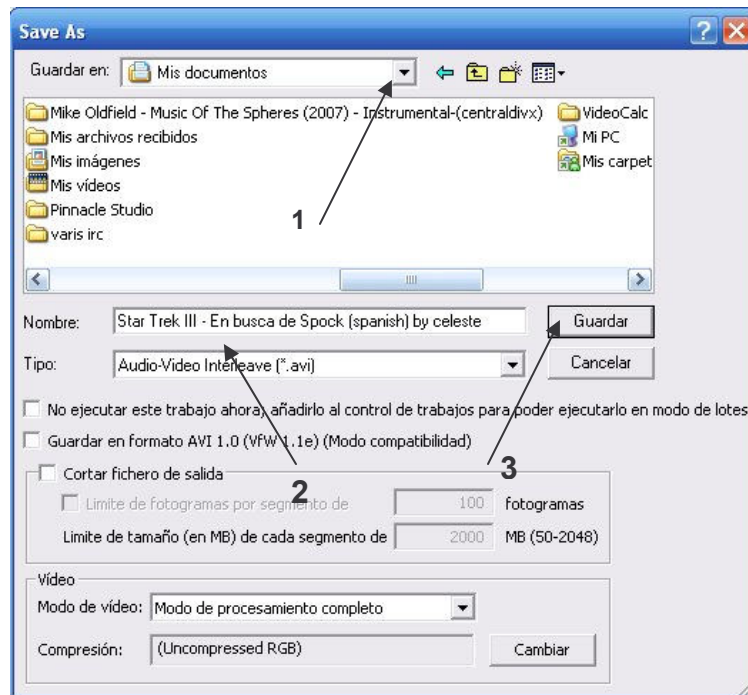 Save As
Guardar en: Mis documentos
Mike Oldfield - Music Of The Spheres (2007) - Instrumental-(centraldivx) VideoCalc
Mis archivos recibidos Mi PC
Mis imágenes Mis carpet
Mis vídeos
Pinnacle Studio
varis irc
1
Nombre: Star Trek III - En busca de Spock (spanish) by celeste Guardar
Tipo: Audio-Video Interleave (*.avi) Cancelar
No ejecutar este trabajo ahora, añadirlo al control de trabajos para poder ejecutarlo en modo de lotes
Guardar en formato AVI 1.0 (VfW 1.1e) (Modo compatibilidad)
3
Cortar fichero de salida
2
Limite de fotogramas por segmento de 100 fotogramas
Limite de tamaño (en MB) de cada segmento de 2000 MB (50-2048)
Vídeo
Modo de vídeo: Modo de procesamiento completo
Compresión: (Uncompressed RGB) Cambiar